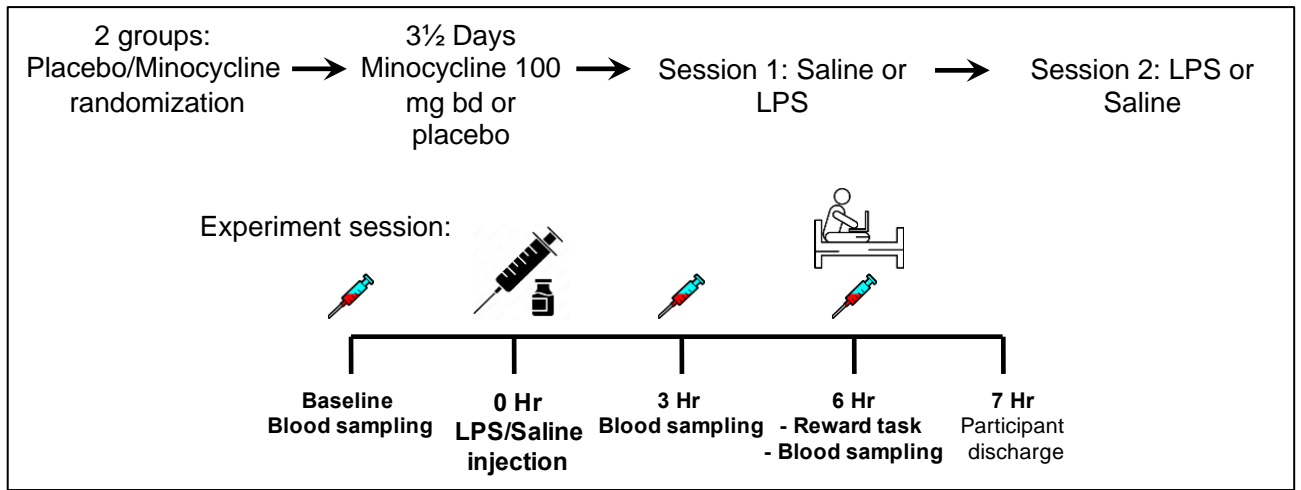 2 groups:
Placebo/Minocycline
randomization
3½ Days
Minocycline 100
mg bd or
placebo
Session 1: Saline or
LPS
Session 2: LPS or
Saline
Experiment session:
Baseline
Blood sampling
0 Hr
LPS/Saline
injection
3 Hr
Blood sampling
6 Hr
- Reward task
- Blood sampling
7 Hr
Participant
discharge